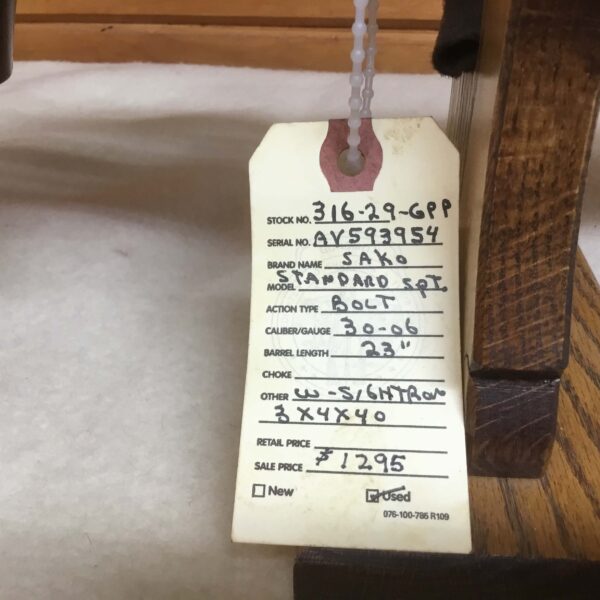 STOCK NO. 316-29-GPP
SERIAL NO. AV593954
BRAND NAME SAKO
MODEL STANDARD SPT.
ACTION TYPE BOLT
CALIBER/GAUGE 30-06
BARREL LENGTH 23"
CHOKE
OTHER W-SIGHTRON
3X4X40
RETAIL PRICE
SALE PRICE $1295
New Used
076-100-785 R109